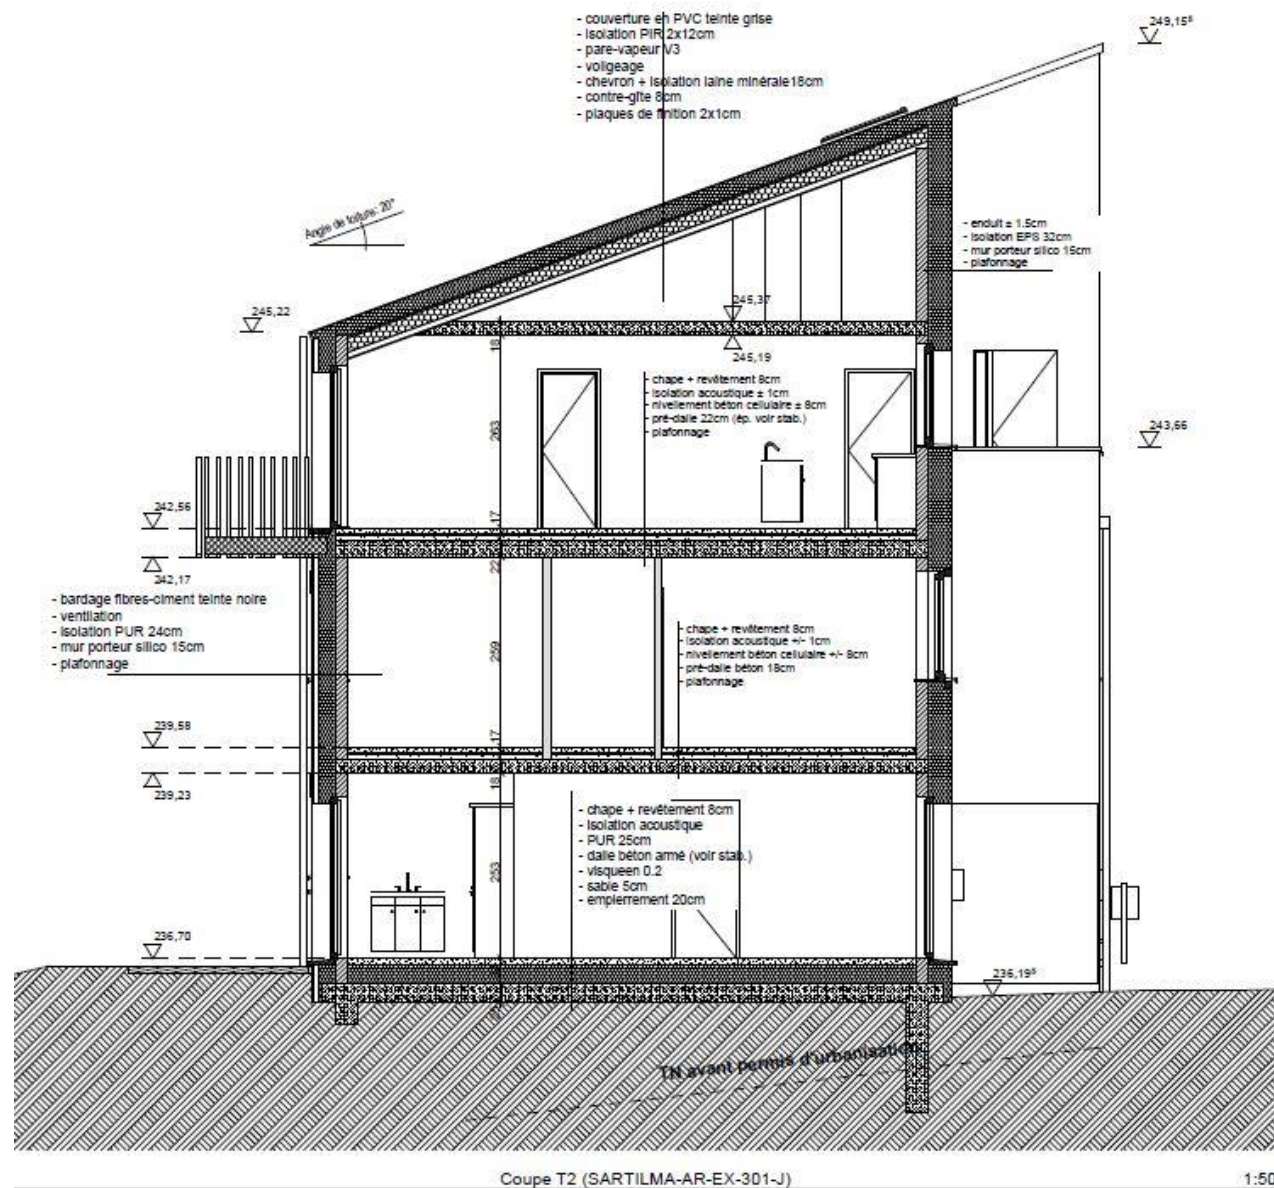 - couverture en PVC teinte grise
- isolation PIR 2x12cm
- pare-vapeur V3
- voligeage
- chevron + isolation laine minérale18cm
- contre-gîte 8cm
- plaques de finition 2x1cm
249,15⁵
Angle de toiture: 20°
- enduit ± 1.5cm
- isolation EPS 32cm
- mur porteur silico 15cm
- plafonnage
245,22
245,37
245,19
18
- chape + revêtement 8cm
- isolation acoustique ± 1cm
- nivellement béton cellulaire ± 8cm
- pré-dalle 22cm (ép. voir stab.)
- plafonnage
263
243,66
242,56
17
22
242,17
- bardage fibres-ciment teinte noire
- ventilation
- isolation PUR 24cm
- mur porteur silico 15cm
- plafonnage
- chape + revêtement 8cm
- isolation acoustique +/- 1cm
- nivellement béton cellulaire +/- 8cm
- pré-dalle béton 18cm
- plafonnage
259
239,58
17
18
239,23
- chape + revêtement 8cm
- isolation acoustique
- PUR 25cm
- dalle béton armé (voir stab.)
- visqueen 0.2
- sable 5cm
- empierrement 20cm
253
236,70
236,19⁵
TN avant permis d'urbanisation
Coupe T2 (SARTILMA-AR-EX-301-J)
1:50